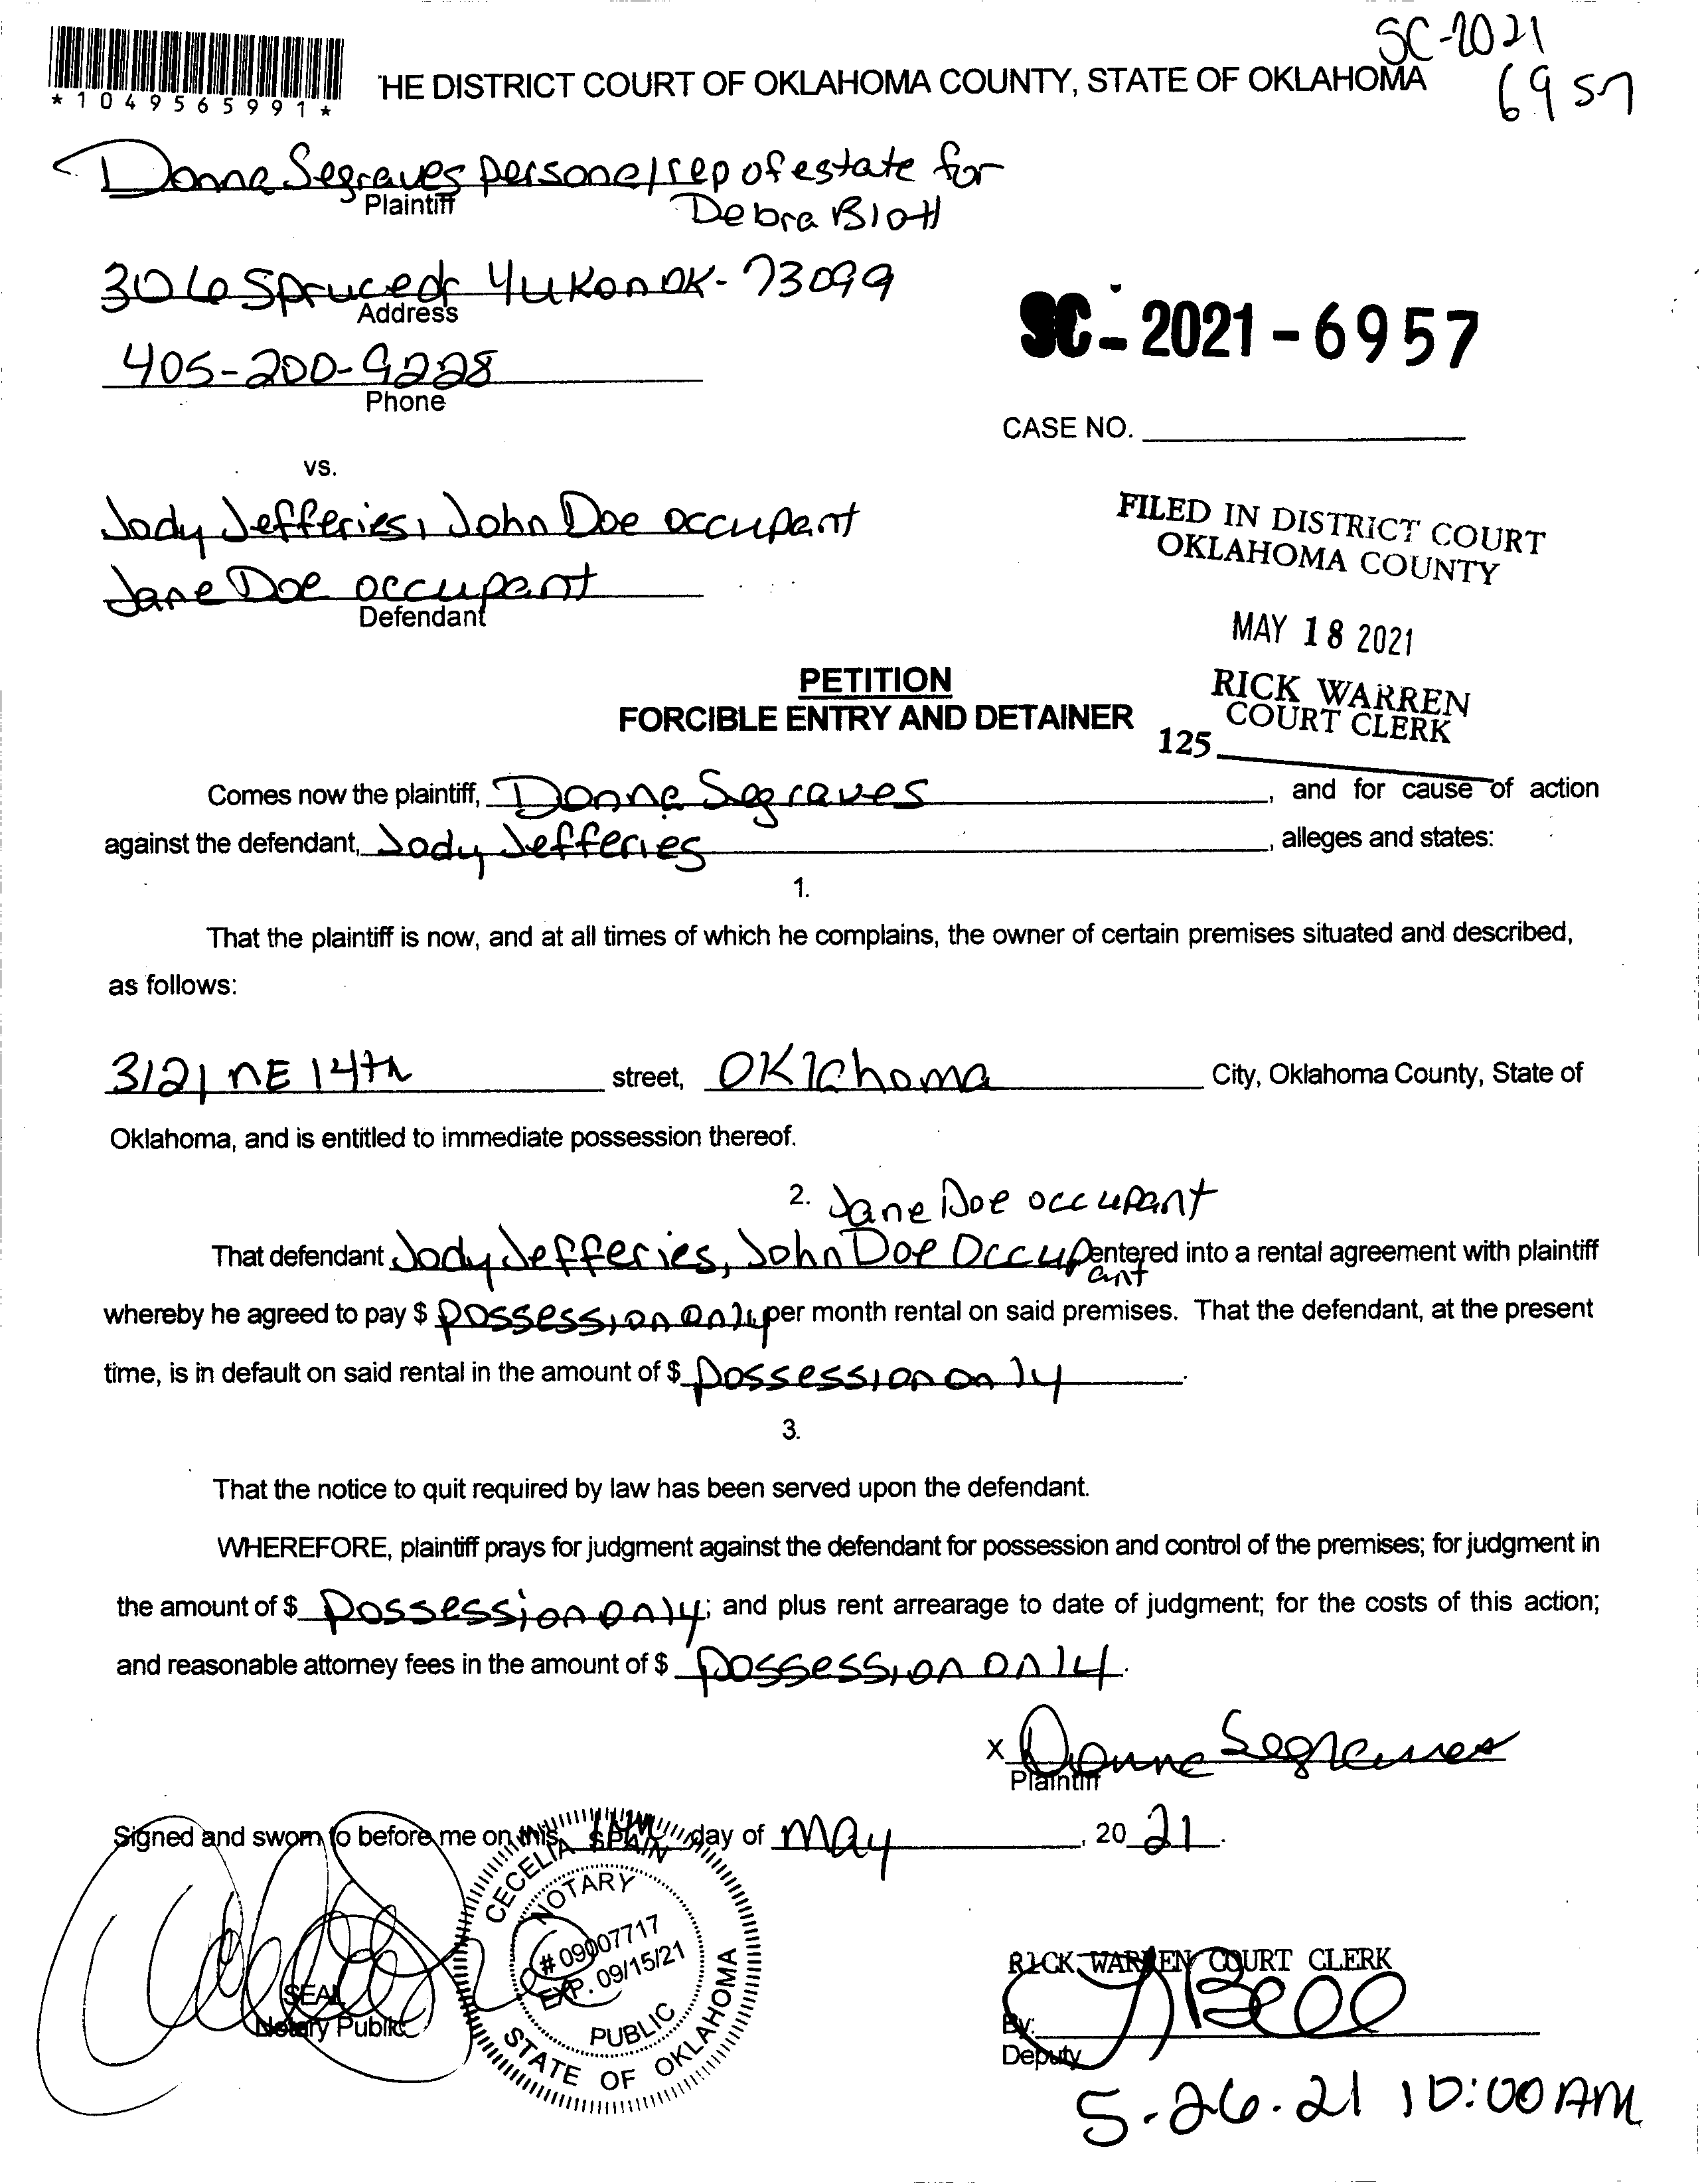 SC-2021
6957
*1049565991*
'HE DISTRICT COURT OF OKLAHOMA COUNTY, STATE OF OKLAHOMA
Donna Segraves personal rep of estate for
Plaintiff
Debra Blott
306 Spruce dr Yukon OK- 73099
Address
SC-2021-6957
405-200-9228
Phone
CASE NO.
vs.
Jody Jefferies, John Doe occupant
Jane Doe occupant
Defendant
FILED IN DISTRICT COURT
OKLAHOMA COUNTY
MAY 18 2021
RICK WARREN
COURT CLERK
125
PETITION
FORCIBLE ENTRY AND DETAINER
Comes now the plaintiff, Donna Segraves, and for cause of action
against the defendant, Jody Jefferies, alleges and states:
1.
That the plaintiff is now, and at all times of which he complains, the owner of certain premises situated and described,
as follows:
3121 NE 14th street, Oklahoma City, Oklahoma County, State of
Oklahoma, and is entitled to immediate possession thereof.
2. Jane Doe occupant
That defendant Jody Jefferies, John Doe Occupant entered into a rental agreement with plaintiff
whereby he agreed to pay $ possession only per month rental on said premises. That the defendant, at the present
time, is in default on said rental in the amount of $ possession only.
3.
That the notice to quit required by law has been served upon the defendant.
WHEREFORE, plaintiff prays for judgment against the defendant for possession and control of the premises; for judgment in
the amount of $ possession only; and plus rent arrearage to date of judgment; for the costs of this action;
and reasonable attorney fees in the amount of $ possession only.
x Donna Segraves
Plaintiff
Signed and sworn to before me on this day of May, 20 21.
CECELIA SPAIN
NOTARY
# 09007717
EXP. 09/15/21
PUBLIC
STATE OF OKLAHOMA
SEAL
Notary Public
RICK WARREN COURT CLERK
By:
Deputy
5.26.21 10:00 AM